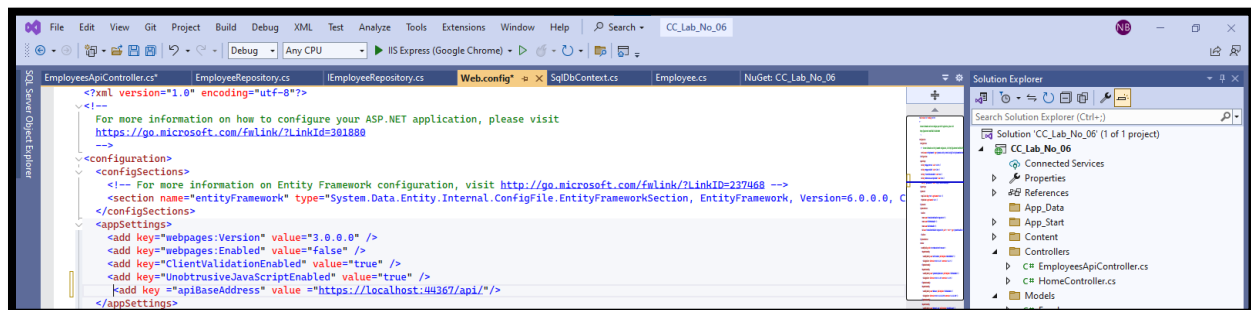 File Edit View Git Project Build Debug XML Test Analyze Tools Extensions Window Help Search CC_Lab_No_06 NB
Debug Any CPU IIS Express (Google Chrome)
SQL Server Object Explorer
EmployeesApiController.cs* EmployeeRepository.cs IEmployeeRepository.cs Web.config* SqlDbContext.cs Employee.cs NuGet: CC_Lab_No_06
<?xml version="1.0" encoding="utf-8"?>
<!--
For more information on how to configure your ASP.NET application, please visit
https://go.microsoft.com/fwlink/?LinkId=301880
-->
<configuration>
<configSections>
<!-- For more information on Entity Framework configuration, visit http://go.microsoft.com/fwlink/?LinkID=237468 -->
<section name="entityFramework" type="System.Data.Entity.Internal.ConfigFile.EntityFrameworkSection, EntityFramework, Version=6.0.0.0, C
</configSections>
<appSettings>
<add key="webpages:Version" value="3.0.0.0" />
<add key="webpages:Enabled" value="false" />
<add key="ClientValidationEnabled" value="true" />
<add key="UnobtrusiveJavaScriptEnabled" value="true" />
<add key ="apiBaseAddress" value ="https://localhost:44367/api/"/>
</appSettings>
Solution Explorer
Search Solution Explorer (Ctrl+;)
Solution 'CC_Lab_No_06' (1 of 1 project)
CC_Lab_No_06
Connected Services
Properties
References
App_Data
App_Start
Content
Controllers
C# EmployeesApiController.cs
C# HomeController.cs
Models